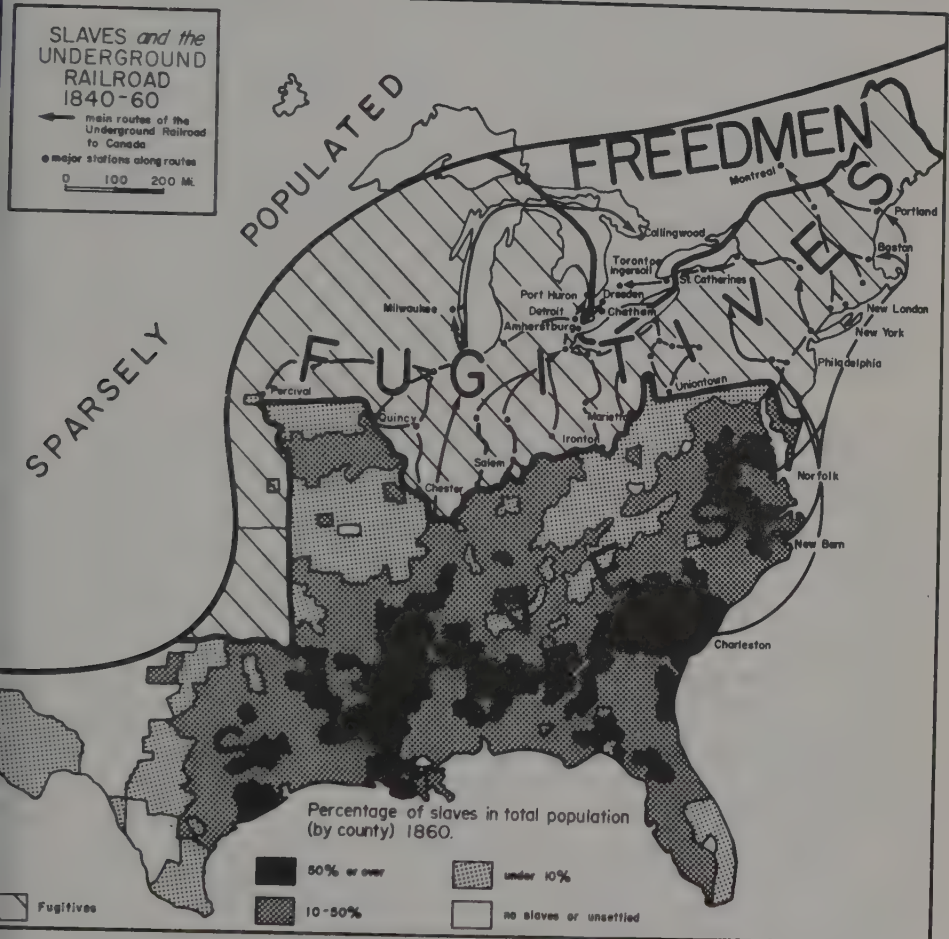 SLAVES and the
UNDERGROUND
RAILROAD
1840-60
main routes of the
Underground Railroad
to Canada
major stations along routes
0 100 200 Mi.
SPARSELY
POPULATED
FREEDMEN
FUGITIVES
Montreal
Portland
Collingwood
Boston
Toronto
Ingersoll
St. Catherines
Port Huron
Dresden
Milwaukee
Detroit
Chatham
New London
Amherstburg
New York
Philadelphia
Percival
Uniontown
Quincy
Marietta
Ironton
Salem
Norfolk
Chester
New Bern
Charleston
Percentage of slaves in total population
(by county) 1860.
50% or over
under 10%
Fugitives
10-50%
no slaves or unsettled